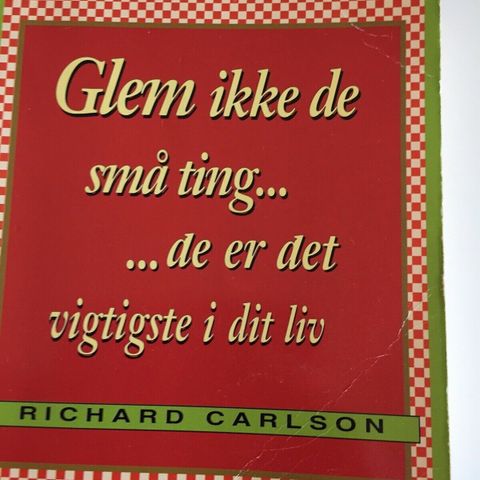 Glem ikke de
små ting...
...de er det
vigtigste i dit liv
RICHARD CARLSON